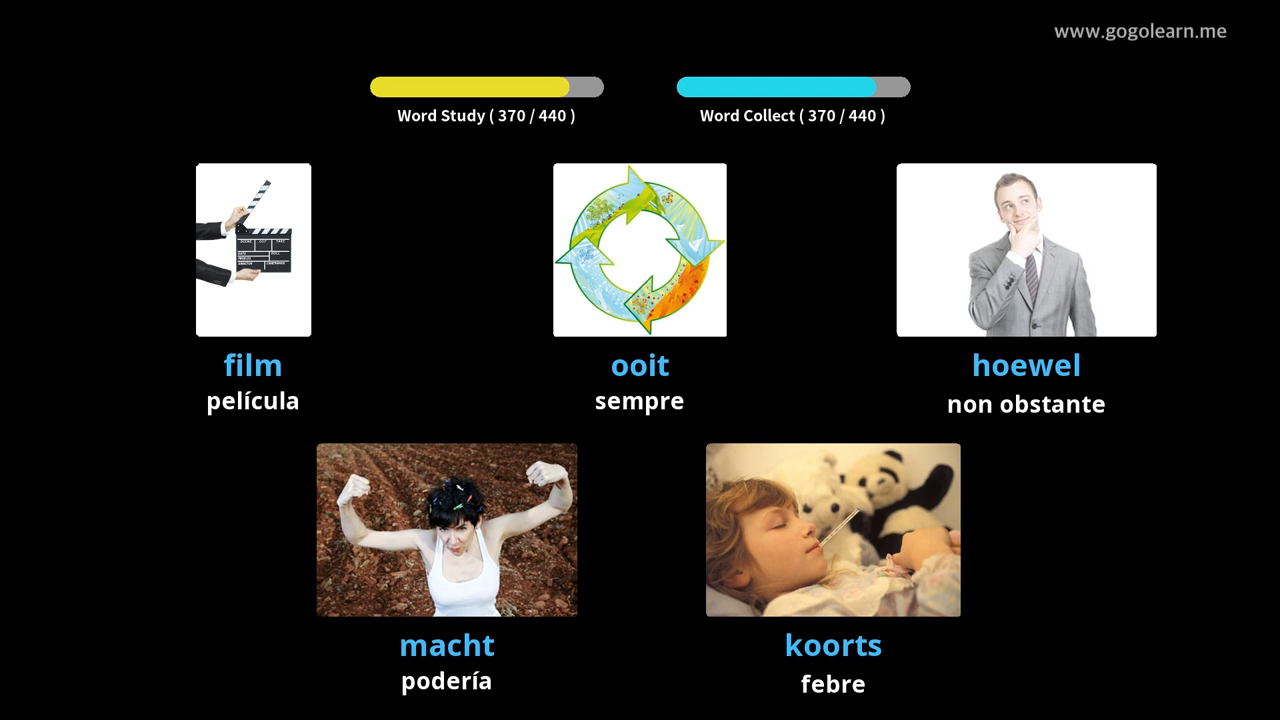 www.gogolearn.me
Word Study ( 370 / 440 )
Word Collect ( 370 / 440 )
film
película
ooit
sempre
hoewel
non obstante
macht
podería
koorts
febre